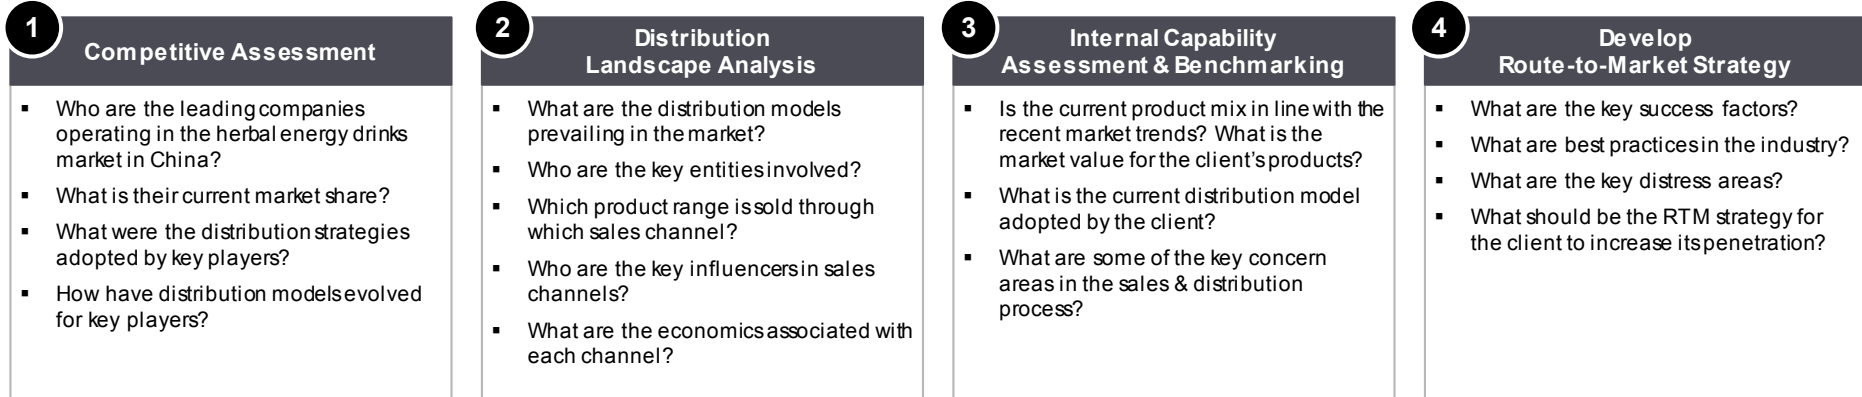 1
Competitive Assessment
▪ Who are the leading companies
operating in the herbal energy drinks
market in China?
▪ What is their current market share?
▪ What were the distribution strategies
adopted by key players?
▪ How have distribution models evolved
for key players?
2
Distribution
Landscape Analysis
▪ What are the distribution models
prevailing in the market?
▪ Who are the key entities involved?
▪ Which product range is sold through
which sales channel?
▪ Who are the key influencers in sales
channels?
▪ What are the economics associated with
each channel?
3
Internal Capability
Assessment & Benchmarking
▪ Is the current product mix in line with the
recent market trends? What is the
market value for the client's products?
▪ What is the current distribution model
adopted by the client?
▪ What are some of the key concern
areas in the sales & distribution
process?
4
Develop
Route-to-Market Strategy
▪ What are the key success factors?
▪ What are best practices in the industry?
▪ What are the key distress areas?
▪ What should be the RTM strategy for
the client to increase its penetration?